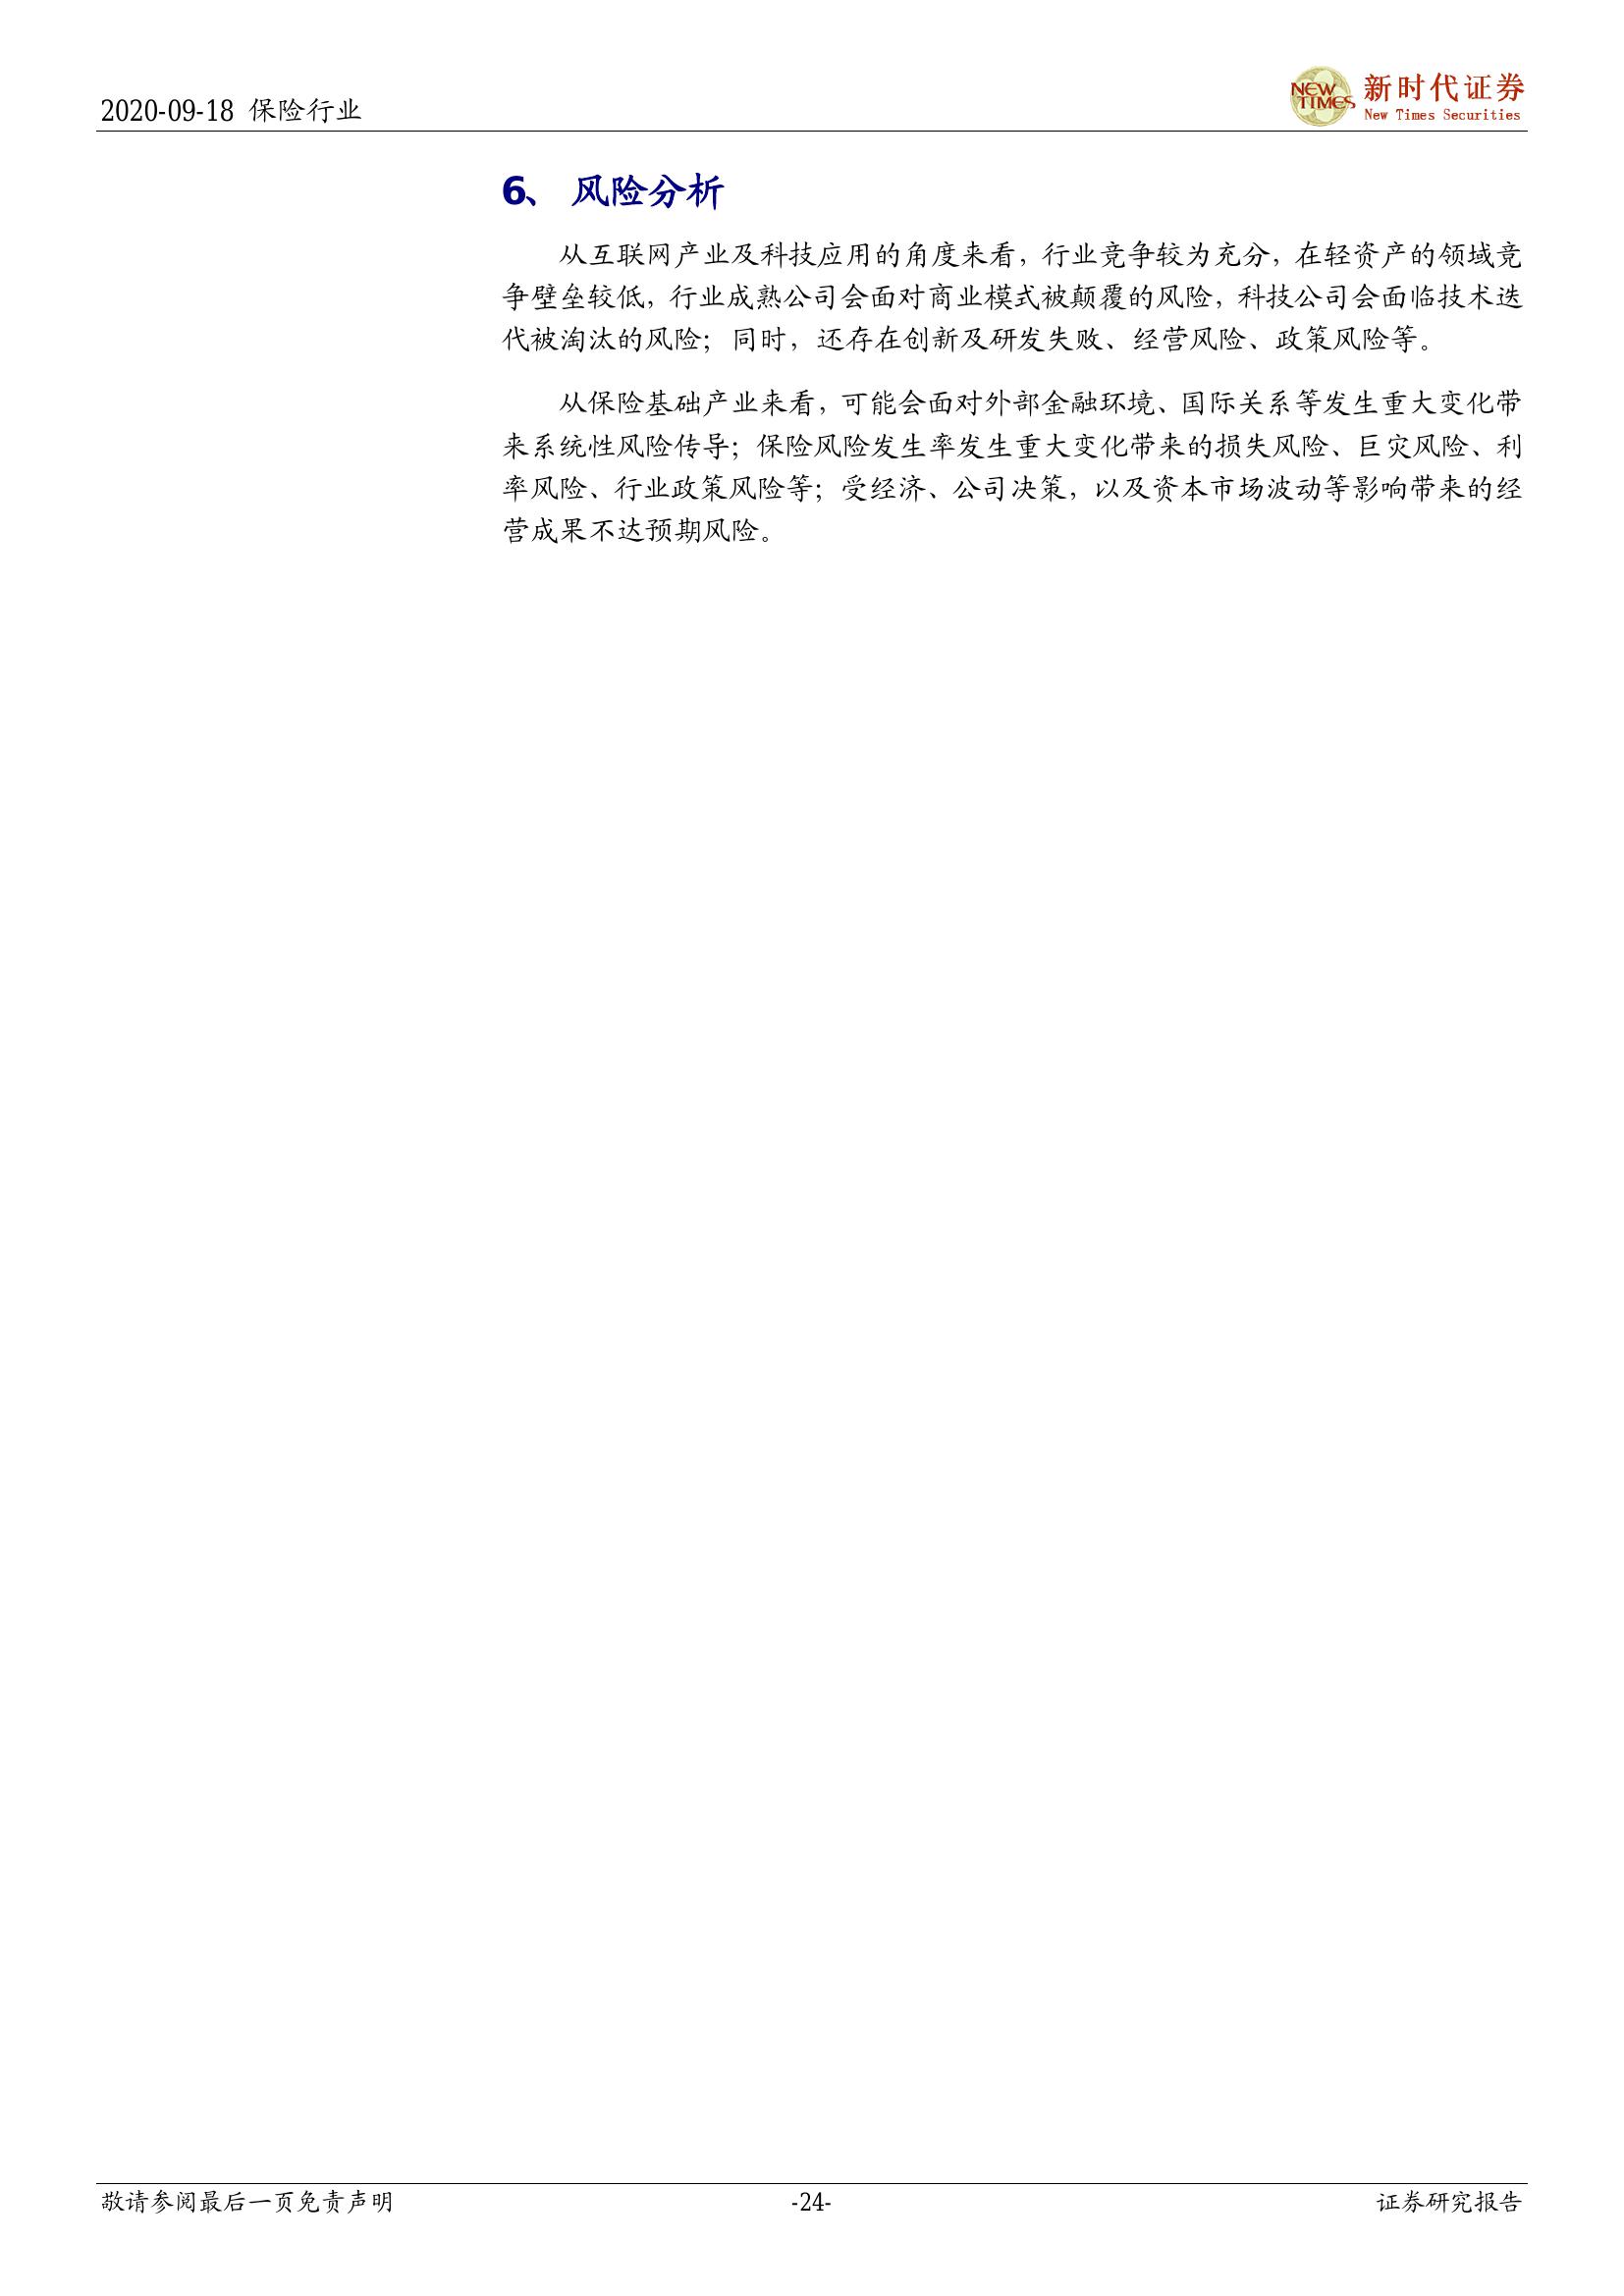 2020-09-18 保险行业
NEW
TIMES
新时代证券
New Times Securities
6、 风险分析
从互联网产业及科技应用的角度来看，行业竞争较为充分，在轻资产的领域竞
争壁垒较低，行业成熟公司会面对商业模式被颠覆的风险，科技公司会面临技术迭
代被淘汰的风险；同时，还存在创新及研发失败、经营风险、政策风险等。
从保险基础产业来看，可能会面对外部金融环境、国际关系等发生重大变化带
来系统性风险传导；保险风险发生率发生重大变化带来的损失风险、巨灾风险、利
率风险、行业政策风险等；受经济、公司决策，以及资本市场波动等影响带来的经
营成果不达预期风险。
敬请参阅最后一页免责声明
-24-
证券研究报告